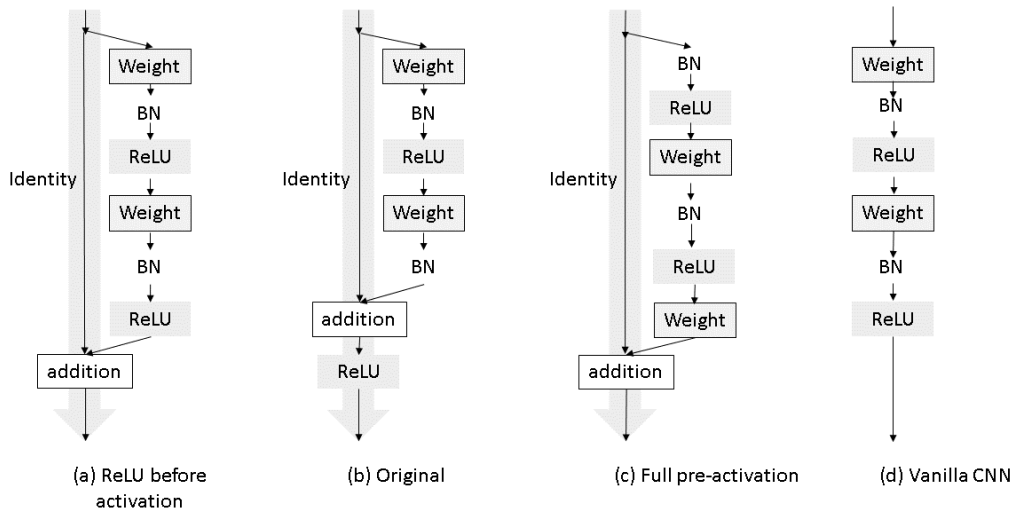 Weight
BN
ReLU
Identity
Weight
BN
ReLU
addition
(a) ReLU before
activation
Weight
BN
ReLU
Identity
Weight
BN
addition
ReLU
(b) Original
BN
ReLU
Weight
Identity
BN
ReLU
Weight
addition
(c) Full pre-activation
Weight
BN
ReLU
Weight
BN
ReLU
(d) Vanilla CNN